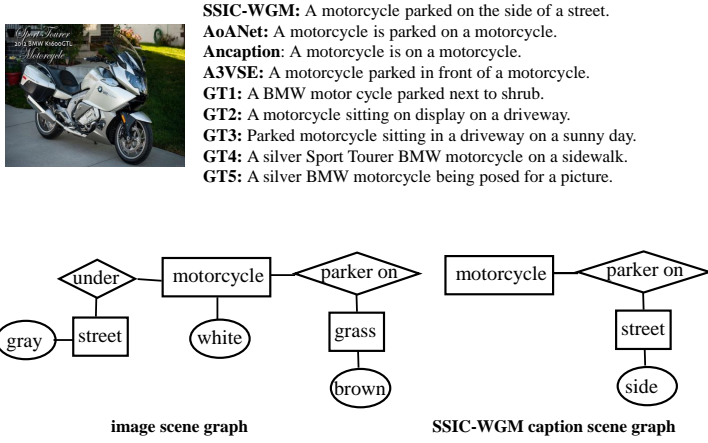 SSIC-WGM: A motorcycle parked on the side of a street.
AoANet: A motorcycle is parked on a motorcycle.
Ancaption: A motorcycle is on a motorcycle.
A3VSE: A motorcycle parked in front of a motorcycle.
GT1: A BMW motor cycle parked next to shrub.
GT2: A motorcycle sitting on display on a driveway.
GT3: Parked motorcycle sitting in a driveway on a sunny day.
GT4: A silver Sport Tourer BMW motorcycle on a sidewalk.
GT5: A silver BMW motorcycle being posed for a picture.
Sport-Tourer
2012 BMW K1600GTL
Motorcycle
under
motorcycle
parker on
gray
street
white
grass
brown
image scene graph
motorcycle
parker on
street
side
SSIC-WGM caption scene graph